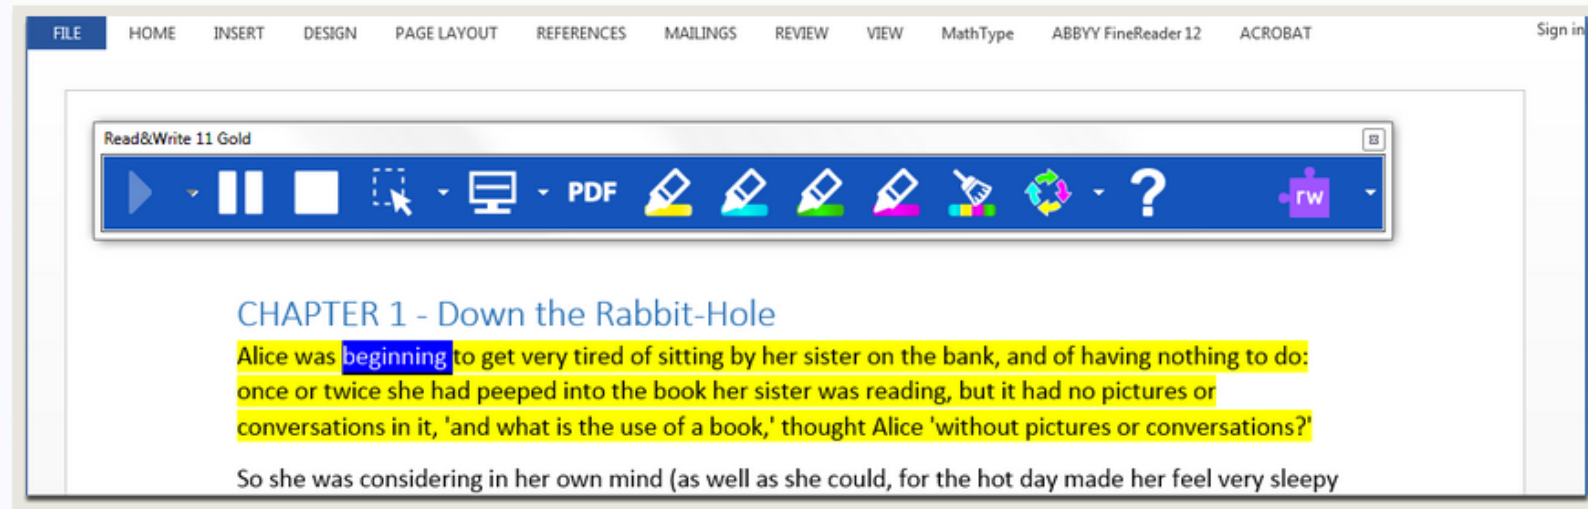 FILE HOME INSERT DESIGN PAGE LAYOUT REFERENCES MAILINGS REVIEW VIEW MathType ABBYY FineReader 12 ACROBAT Sign in
Read&Write 11 Gold
PDF ? rw
CHAPTER 1 - Down the Rabbit-Hole
Alice was beginning to get very tired of sitting by her sister on the bank, and of having nothing to do:
once or twice she had peeped into the book her sister was reading, but it had no pictures or
conversations in it, 'and what is the use of a book,' thought Alice 'without pictures or conversations?'
So she was considering in her own mind (as well as she could, for the hot day made her feel very sleepy